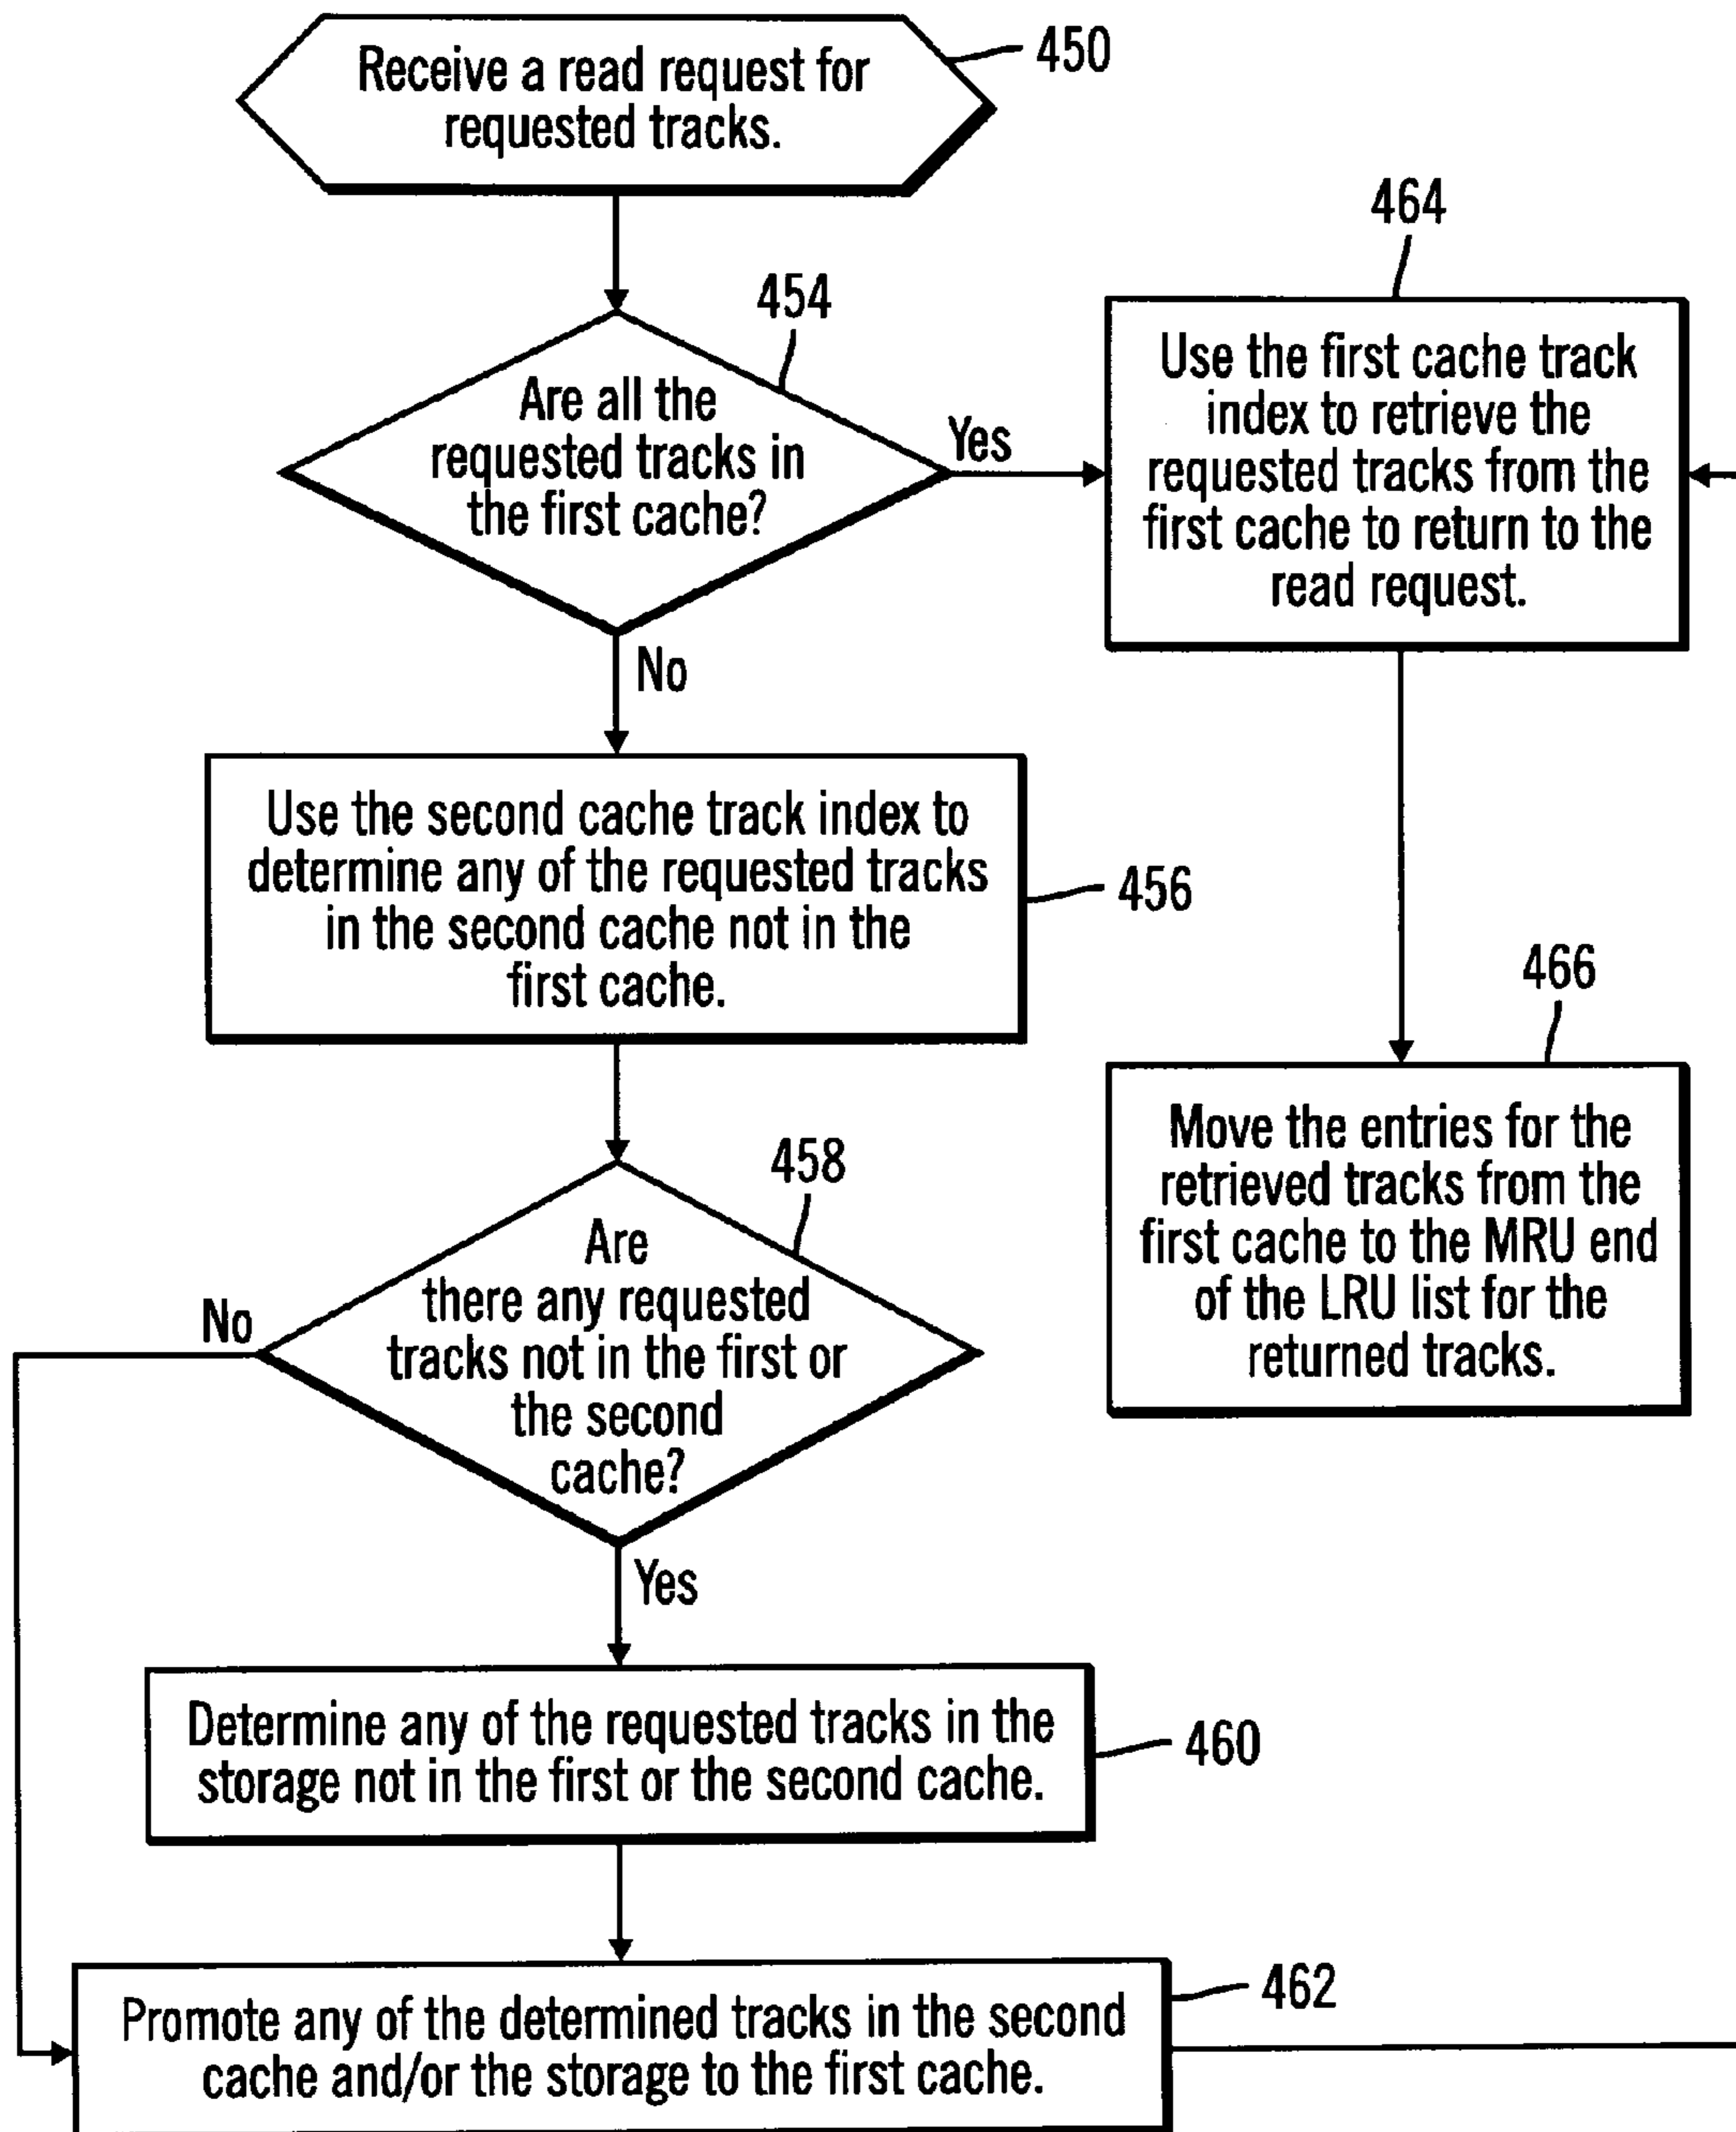 Receive a read request for
requested tracks.
450
454
Are all the
requested tracks in
the first cache?
Yes
No
464
Use the first cache track
index to retrieve the
requested tracks from the
first cache to return to the
read request.
Use the second cache track index to
determine any of the requested tracks
in the second cache not in the
first cache.
456
466
Move the entries for the
retrieved tracks from the
first cache to the MRU end
of the LRU list for the
returned tracks.
458
Are
there any requested
tracks not in the first or
the second
cache?
No
Yes
Determine any of the requested tracks in the
storage not in the first or the second cache.
460
Promote any of the determined tracks in the second
cache and/or the storage to the first cache.
462